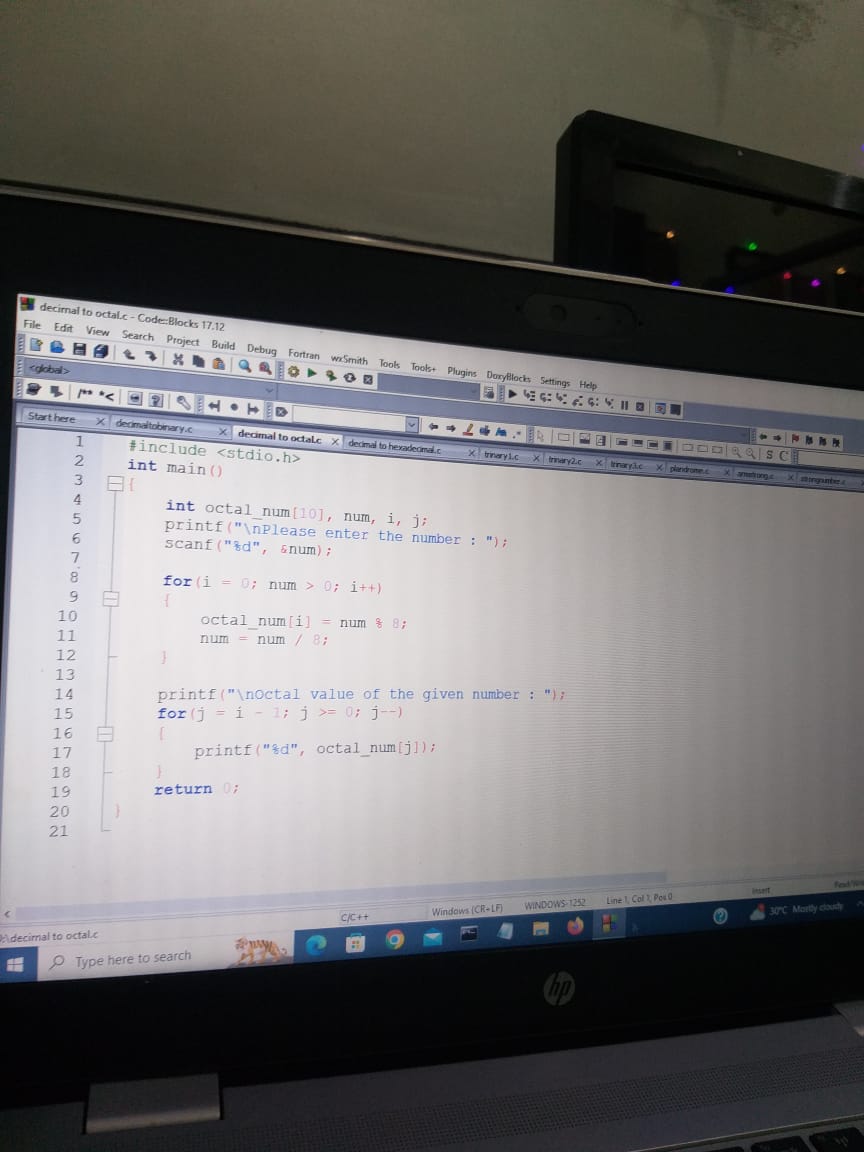 decimal to octal.c - Code::Blocks 17.12
File Edit View Search Project Build Debug Fortran wxSmith Tools Tools+ Plugins DoxyBlocks Settings Help
<global>
Start here decimaltobinary.c decimal to octal.c decimal to hexadecimal.c trinary1.c trinary2.c trinary3.c plandrome.c amstrong.c strongnumber.c
1 #include <stdio.h>
2 int main()
3 {
4 int octal_num[10], num, i, j;
5 printf("\nPlease enter the number : ");
6 scanf("%d", &num);
7
8 for(i = 0; num > 0; i++)
9 {
10 octal_num[i] = num % 8;
11 num = num / 8;
12 }
13
14 printf("\nOctal value of the given number : ");
15 for(j = i - 1; j >= 0; j--)
16 {
17 printf("%d", octal_num[j]);
18 }
19 return 0;
20 }
21
:\decimal to octal.c C/C++ Windows (CR+LF) WINDOWS-1252 Line 1, Col 1, Pos 0 Insert
Type here to search 30°C Mostly cloudy
hp